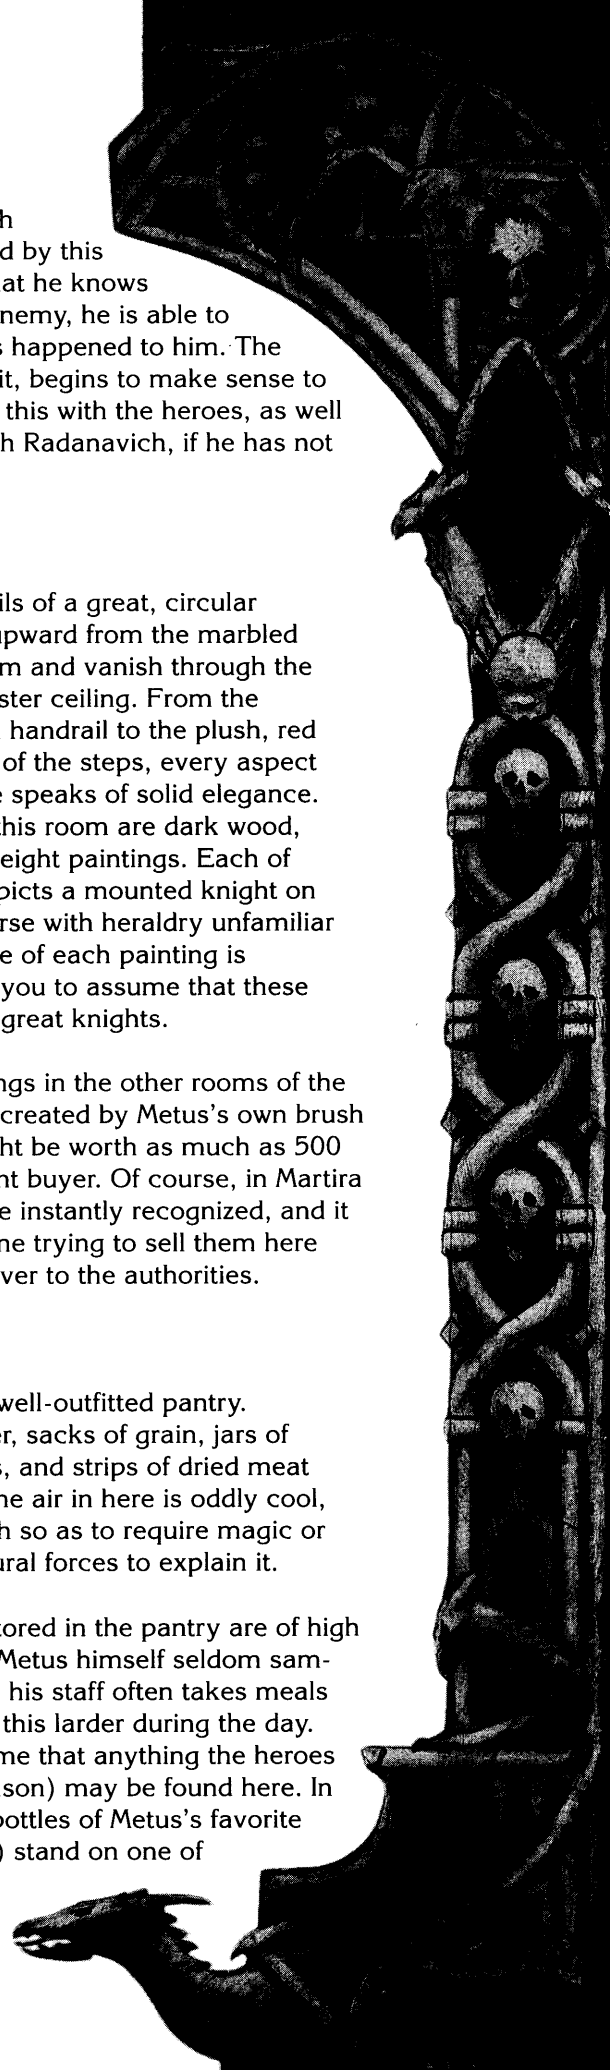 h
d by this
at he knows
nemy, he is able to
s happened to him. The
it, begins to make sense to
this with the heroes, as well
h Radanavich, if he has not
ils of a great, circular
upward from the marbled
m and vanish through the
ster ceiling. From the
handrail to the plush, red
of the steps, every aspect
e speaks of solid elegance.
this room are dark wood,
eight paintings. Each of
picts a mounted knight on
rse with heraldry unfamiliar
e of each painting is
you to assume that these
great knights.
ngs in the other rooms of the
created by Metus's own brush
ht be worth as much as 500
nt buyer. Of course, in Martira
e instantly recognized, and it
ne trying to sell them here
ver to the authorities.
well-outfitted pantry.
er, sacks of grain, jars of
s, and strips of dried meat
he air in here is oddly cool,
h so as to require magic or
ural forces to explain it.
tored in the pantry are of high
Metus himself seldom sam-
his staff often takes meals
this larder during the day.
me that anything the heroes
ason) may be found here. In
bottles of Metus's favorite
) stand on one of